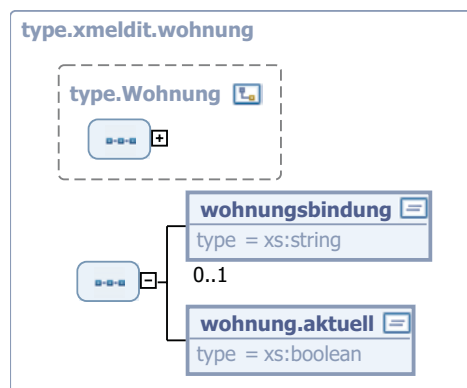 type.xmeldit.wohnung
type.Wohnung
wohnungsbindung
type = xs:string
0..1
wohnung.aktuell
type = xs:boolean